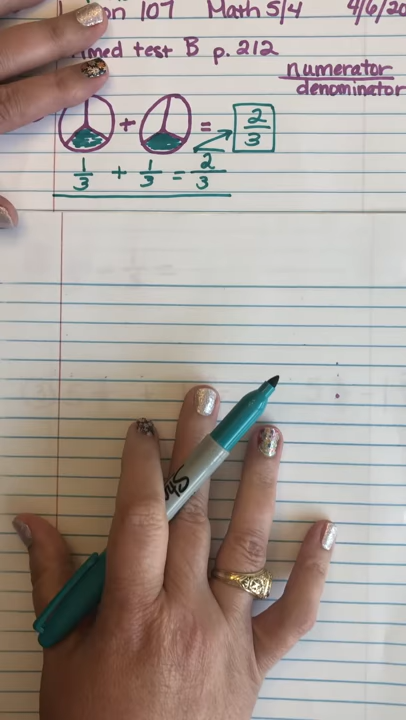 on 107 Math 5/4 4/6/20
med test B p. 212
numerator
denominator
+ = 2/3
1/3 + 1/3 = 2/3